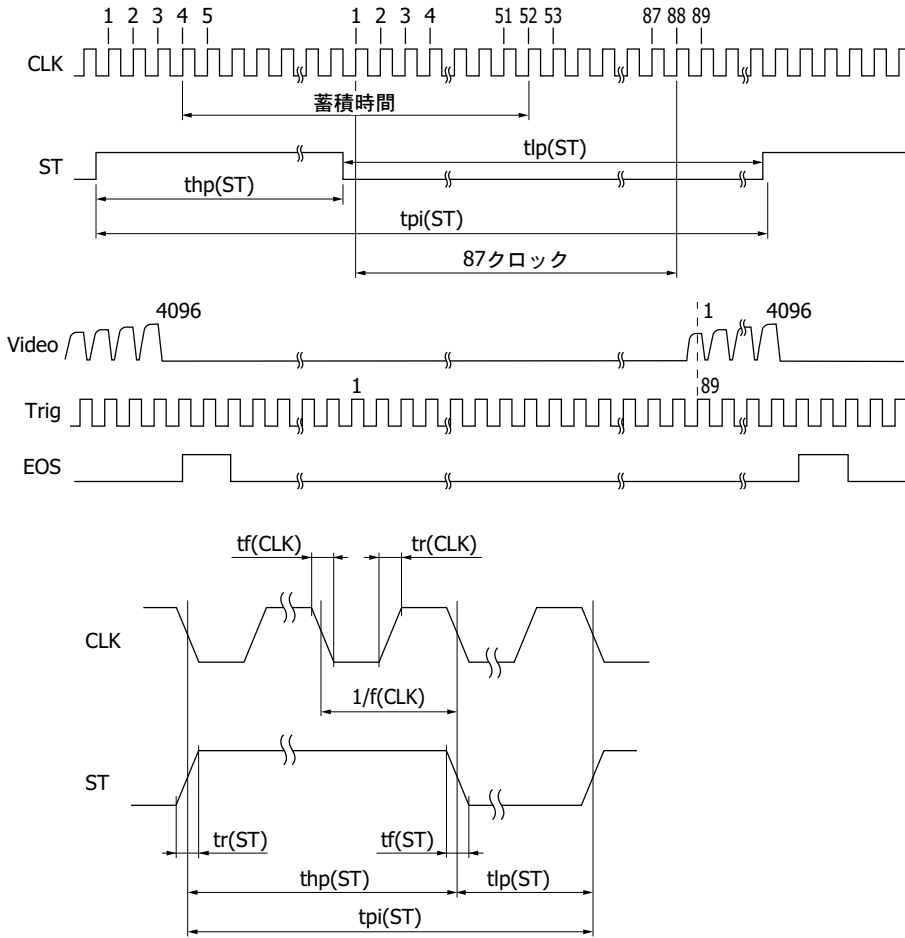 1 2 3 4 5 1 2 3 4 51 52 53 87 88 89
CLK
蓄積時間
tlp(ST)
ST
thp(ST)
tpi(ST)
87クロック
4096 1 4096
Video
1 89
Trig
EOS
tf(CLK) tr(CLK)
CLK
1/f(CLK)
ST
tr(ST) tf(ST)
thp(ST) tlp(ST)
tpi(ST)